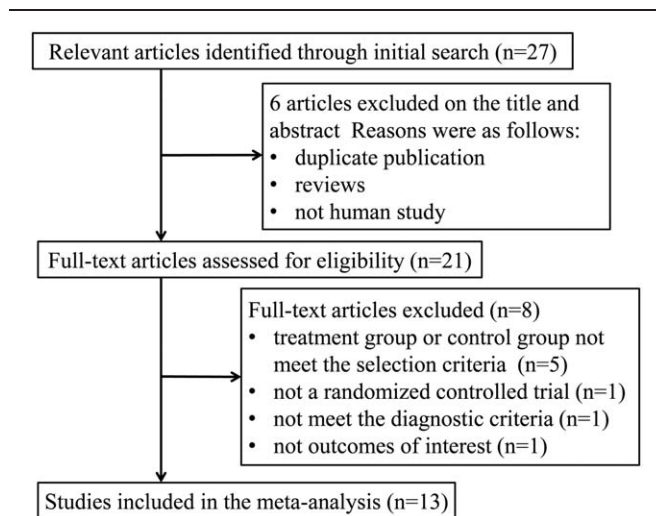 Relevant articles identified through initial search (n=27)
6 articles excluded on the title and
abstract Reasons were as follows:
• duplicate publication
• reviews
• not human study
Full-text articles assessed for eligibility (n=21)
Full-text articles excluded (n=8)
• treatment group or control group not
meet the selection criteria (n=5)
• not a randomized controlled trial (n=1)
• not meet the diagnostic criteria (n=1)
• not outcomes of interest (n=1)
Studies included in the meta-analysis (n=13)